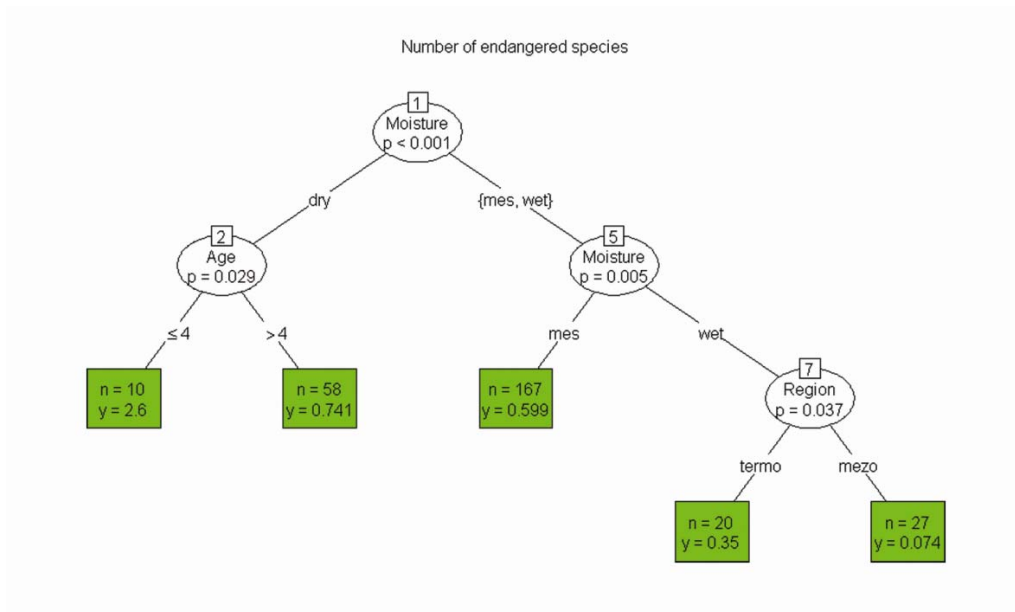 Number of endangered species
1
Moisture
p < 0.001
dry
{mes, wet}
2
Age
p = 0.029
5
Moisture
p = 0.005
≤ 4
> 4
mes
wet
n = 10
y = 2.6
n = 58
y = 0.741
n = 167
y = 0.599
7
Region
p = 0.037
termo
mezo
n = 20
y = 0.35
n = 27
y = 0.074